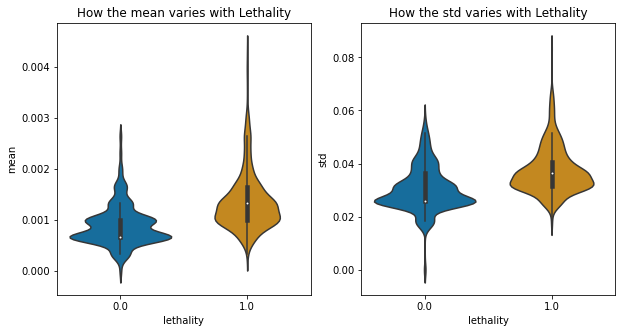 How the mean varies with Lethality
mean
0.004
0.003
0.002
0.001
0.000
0.0
1.0
lethality
How the std varies with Lethality
std
0.08
0.06
0.04
0.02
0.00
0.0
1.0
lethality